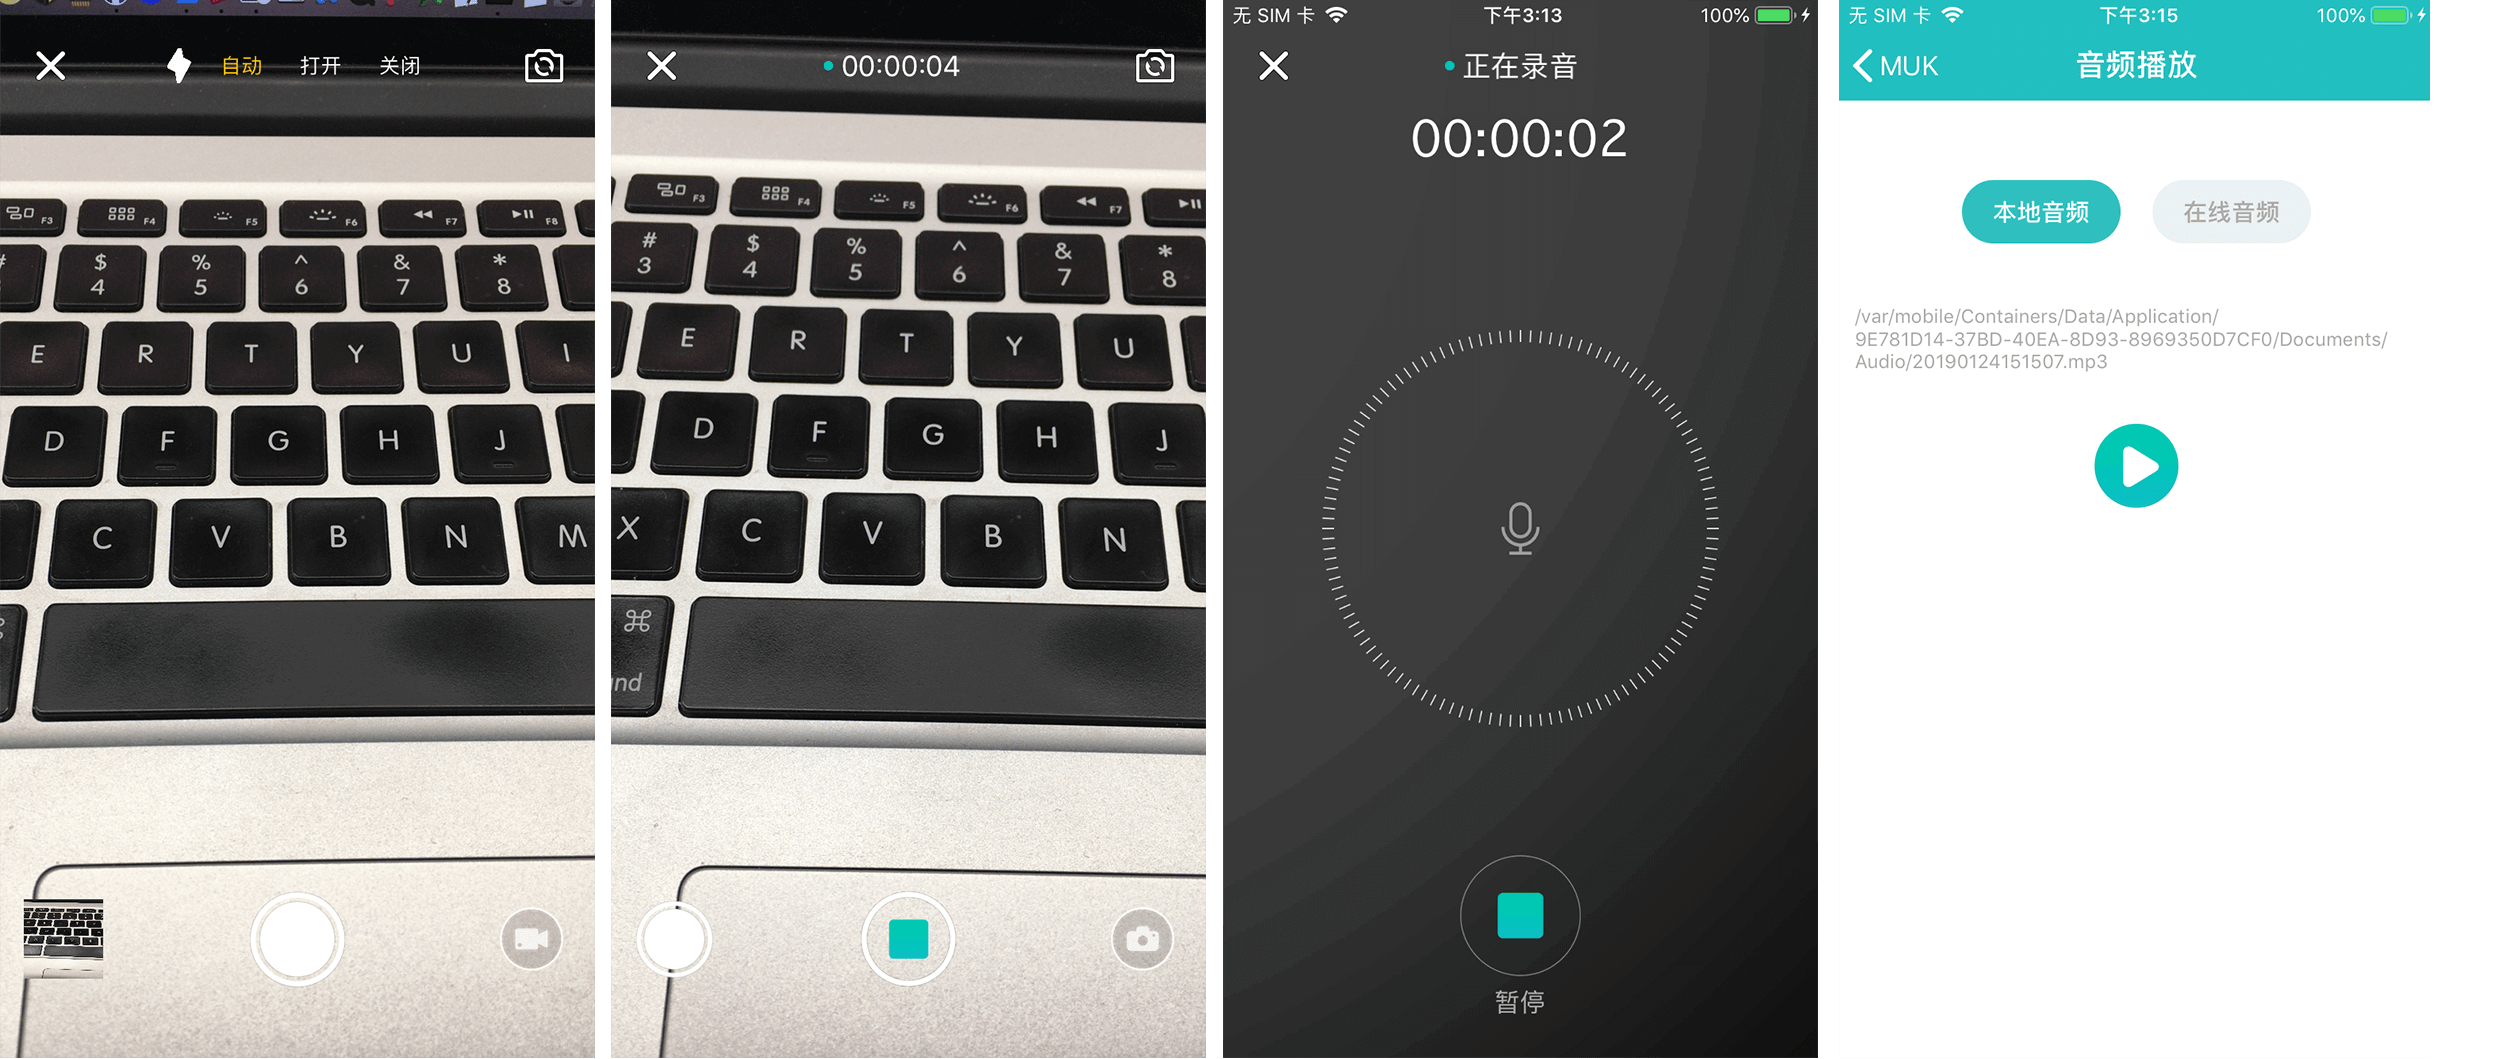 自动 打开 关闭
F3 F4 F5 F6 F7 F8
# $ % ^ & *
4 5 6 7 8
E R T Y U I
D F G H J
C V B N M
00:00:04
F3 F4 F5 F6 F7
# $ % ^ & *
3 4 5 6 7 8
E R T Y U
D F G H J
X C V B N
⌘
nd
无 SIM 卡 下午3:13 100%
正在录音
00:00:02
暂停
无 SIM 卡 下午3:15 100%
MUK 音频播放
本地音频 在线音频
/var/mobile/Containers/Data/Application/
9E781D14-37BD-40EA-8D93-8969350D7CF0/Documents/
Audio/20190124151507.mp3